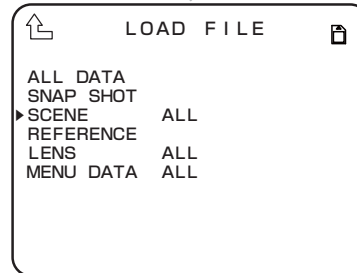 LOAD FILE
ALL DATA
SNAP SHOT
SCENE ALL
REFERENCE
LENS ALL
MENU DATA ALL